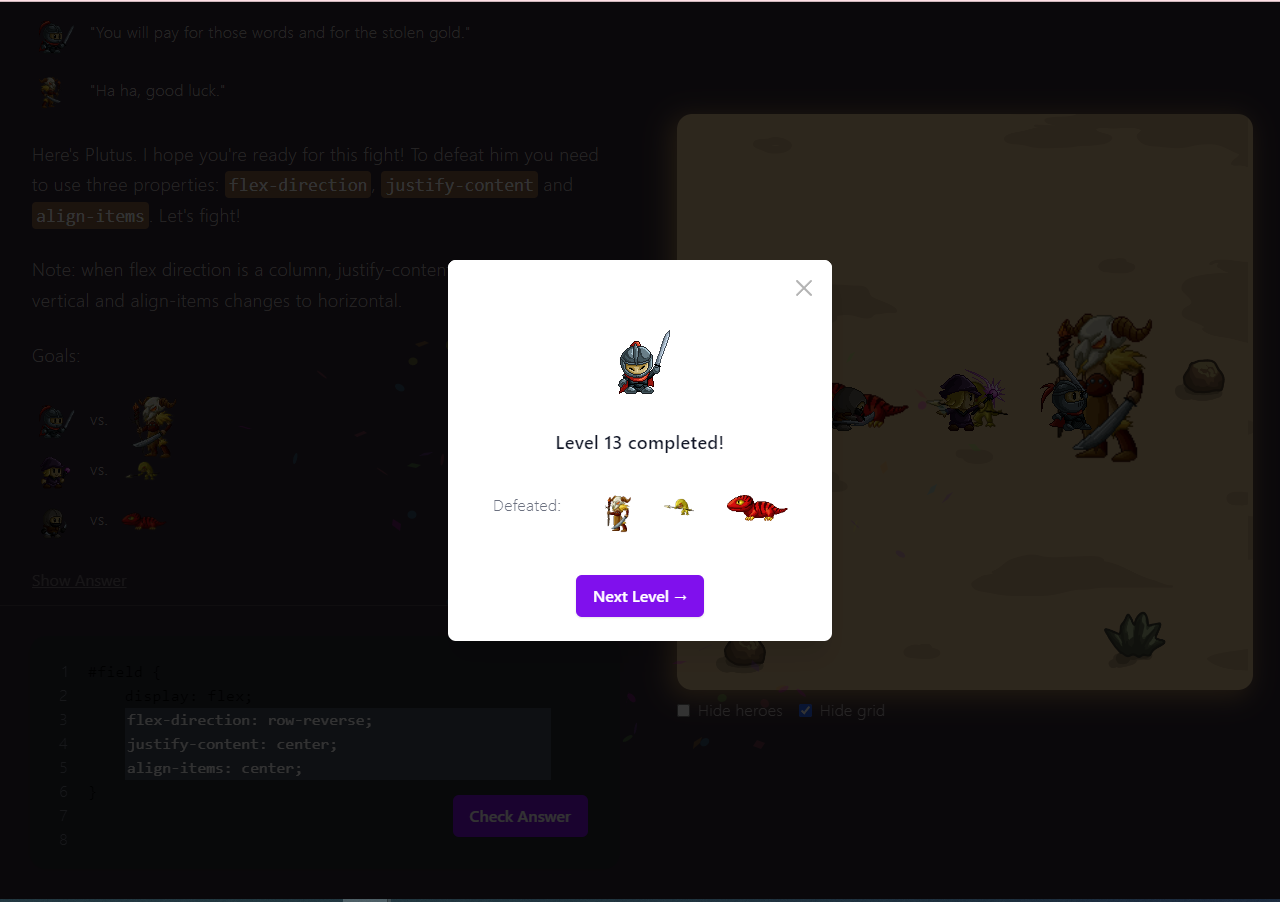 "You will pay for those words and for the stolen gold."
"Ha ha, good luck."
Here's Plutus. I hope you're ready for this fight! To defeat him you need
to use three properties: flex-direction, justify-content and
align-items. Let's fight!
Note: when flex direction is a column, justify-content
vertical and align-items changes to horizontal.
Goals:
vs.
vs.
vs.
Show Answer
1 #field {
2 display: flex;
3 flex-direction: row-reverse;
4 justify-content: center;
5 align-items: center;
6 }
7
8
Check Answer
Level 13 completed!
Defeated:
Next Level →
Hide heroes Hide grid